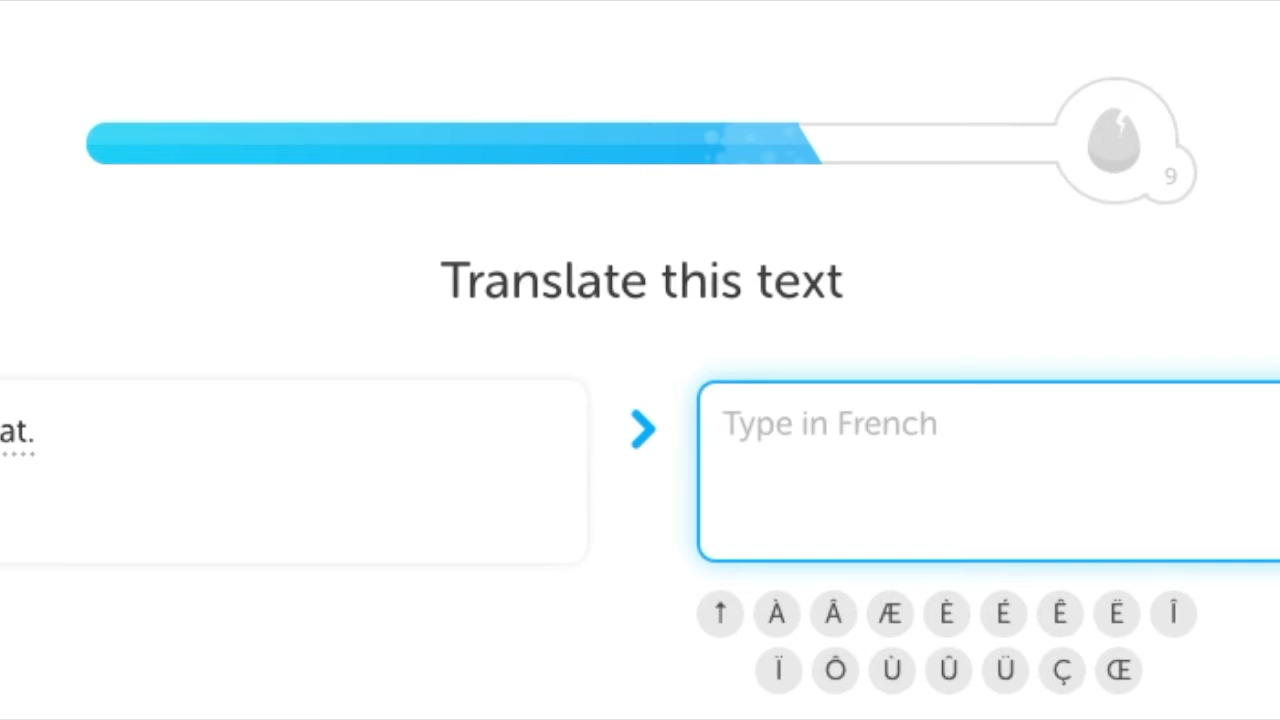 9
Translate this text
at.
Type in French
↑ À Â Æ È É Ê Ë Î
Ï Ô Ù Û Ü Ç Œ